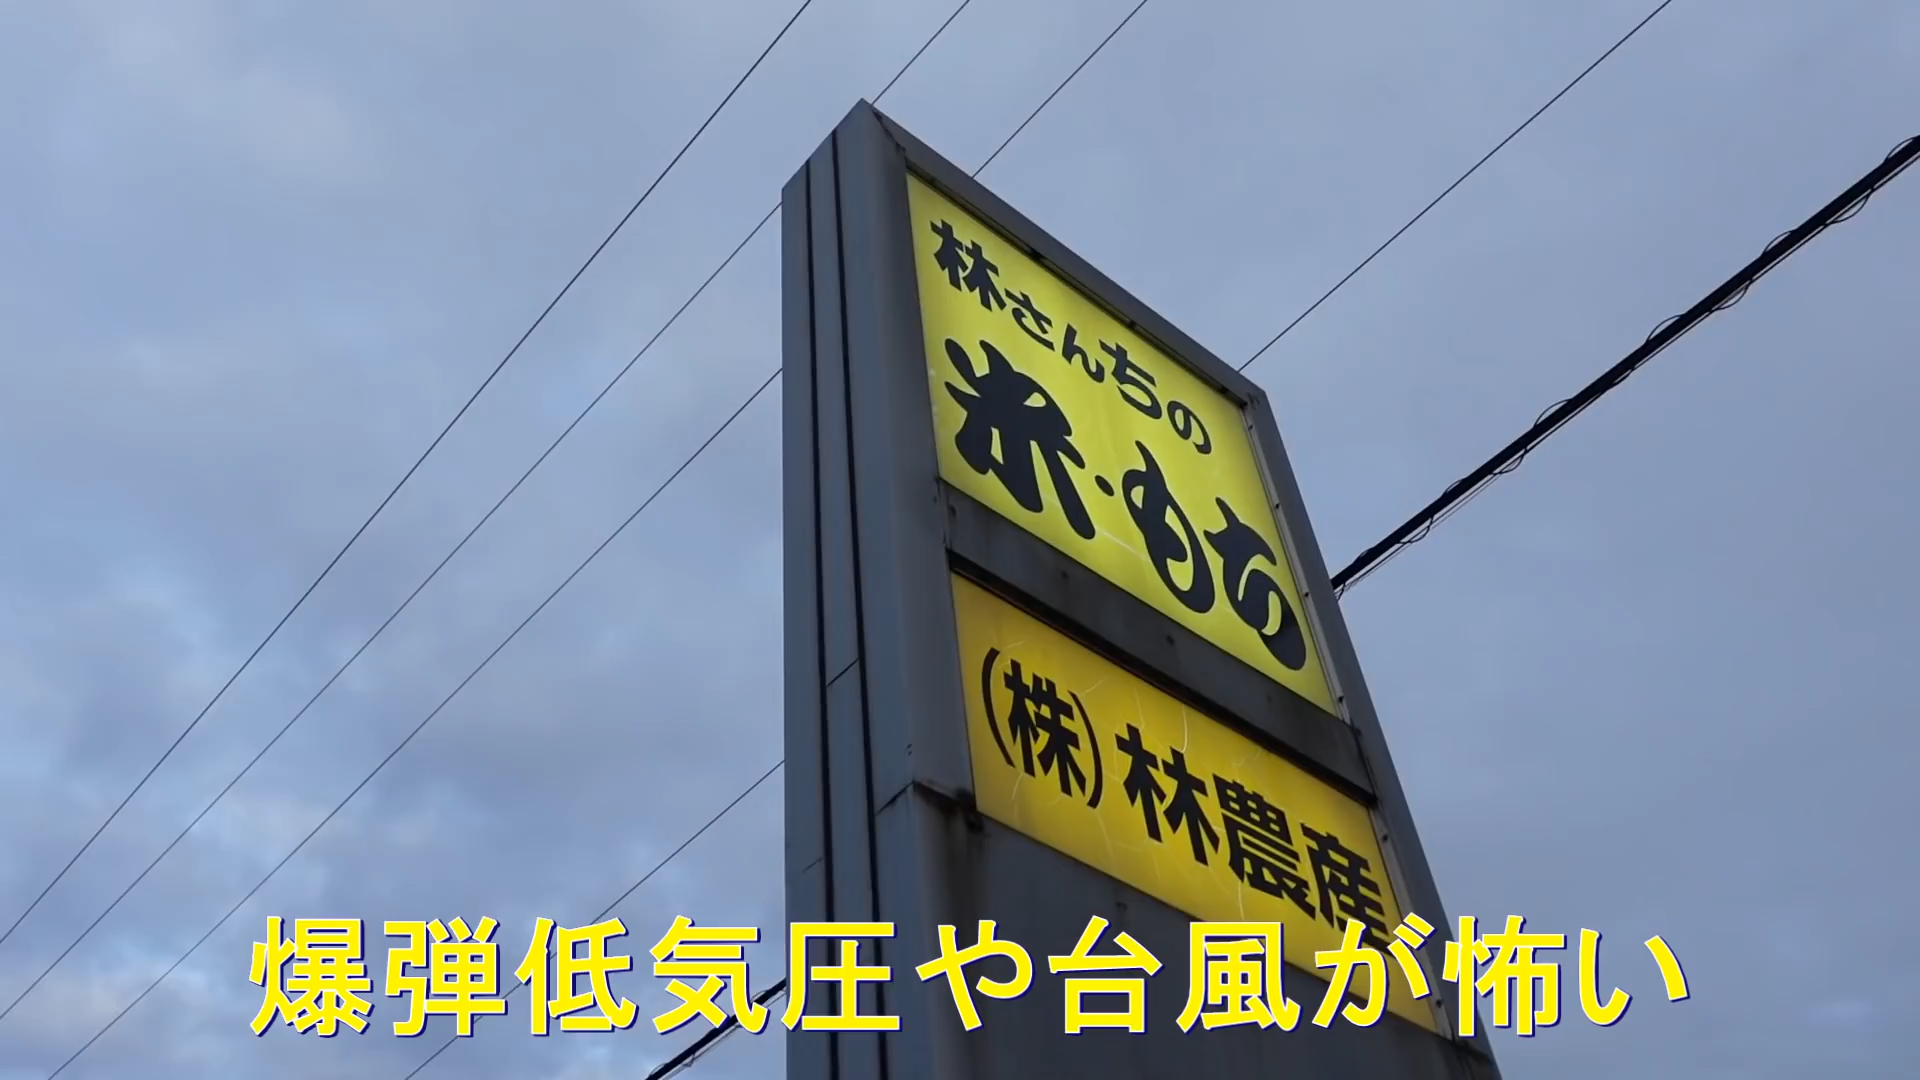 林さんちの
米・もち
(株)林農産
爆弾低気圧や台風が怖い